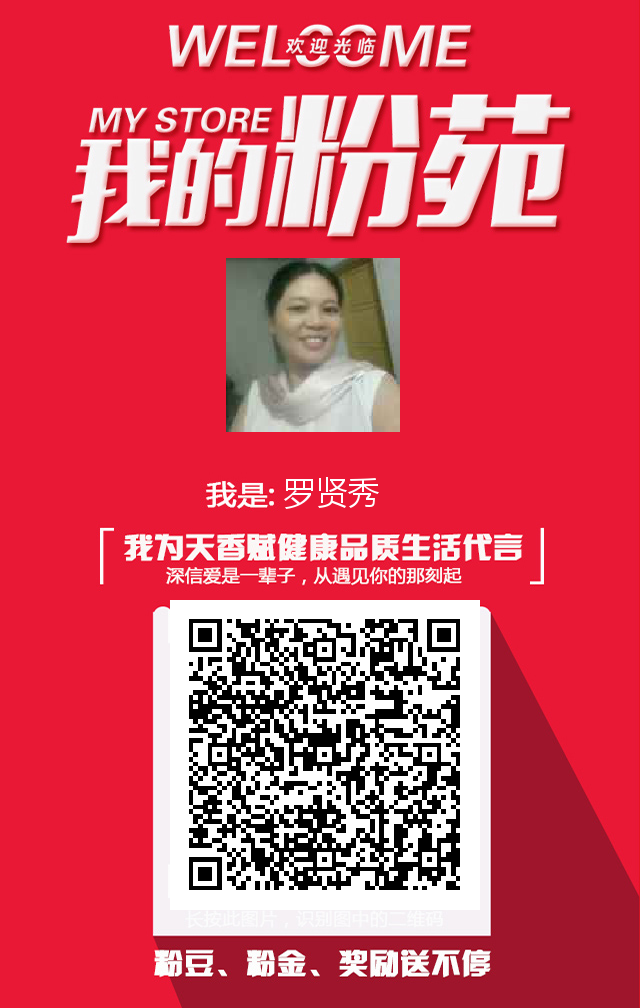 WELCOME
欢迎光临
MY STORE
我的粉苑
我是: 罗贤秀
我为天香赋健康品质生活代言
深信爱是一辈子，从遇见你的那刻起
长按此图片，识别图中的二维码
粉豆、粉金、奖励送不停